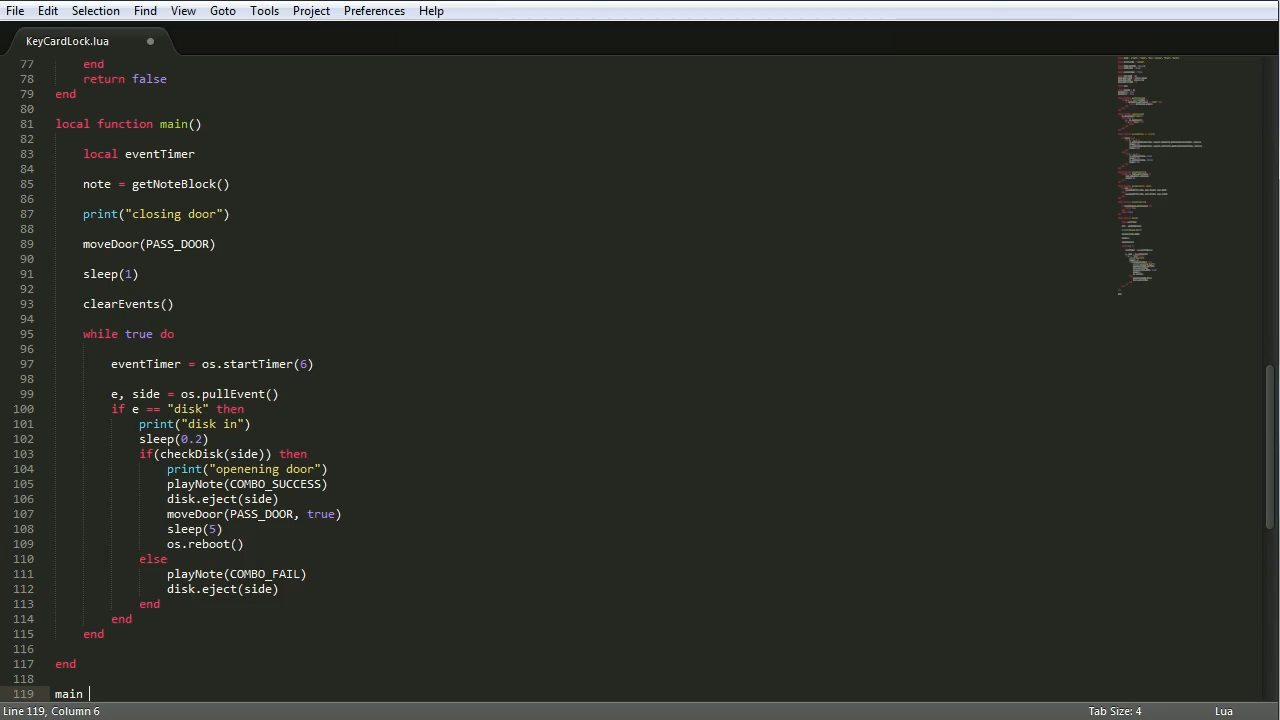 File Edit Selection Find View Goto Tools Project Preferences Help
KeyCardLock.lua
77 end
78 return false
79 end
80
81 local function main()
82
83 local eventTimer
84
85 note = getNoteBlock()
86
87 print("closing door")
88
89 moveDoor(PASS_DOOR)
90
91 sleep(1)
92
93 clearEvents()
94
95 while true do
96
97 eventTimer = os.startTimer(6)
98
99 e, side = os.pullEvent()
100 if e == "disk" then
101 print("disk in")
102 sleep(0.2)
103 if(checkDisk(side)) then
104 print("openening door")
105 playNote(COMBO_SUCCESS)
106 disk.eject(side)
107 moveDoor(PASS_DOOR, true)
108 sleep(5)
109 os.reboot()
110 else
111 playNote(COMBO_FAIL)
112 disk.eject(side)
113 end
114 end
115 end
116
117 end
118
119 main
Line 119, Column 6 Tab Size: 4 Lua